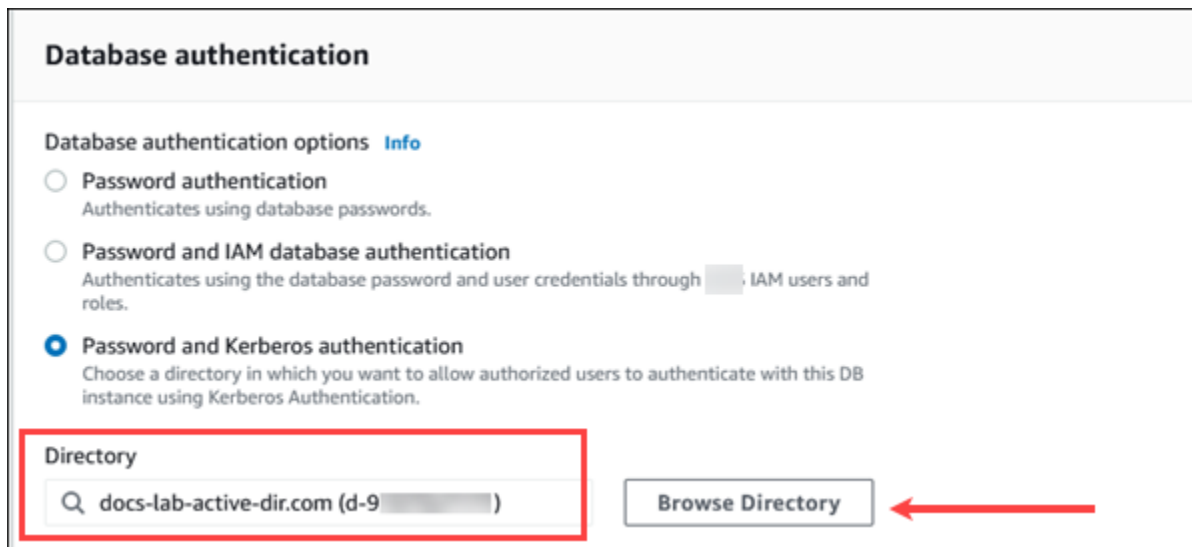 Database authentication
Database authentication options Info
Password authentication
Authenticates using database passwords.
Password and IAM database authentication
Authenticates using the database password and user credentials through IAM users and
roles.
Password and Kerberos authentication
Choose a directory in which you want to allow authorized users to authenticate with this DB
instance using Kerberos Authentication.
Directory
docs-lab-active-dir.com (d-9 )
Browse Directory